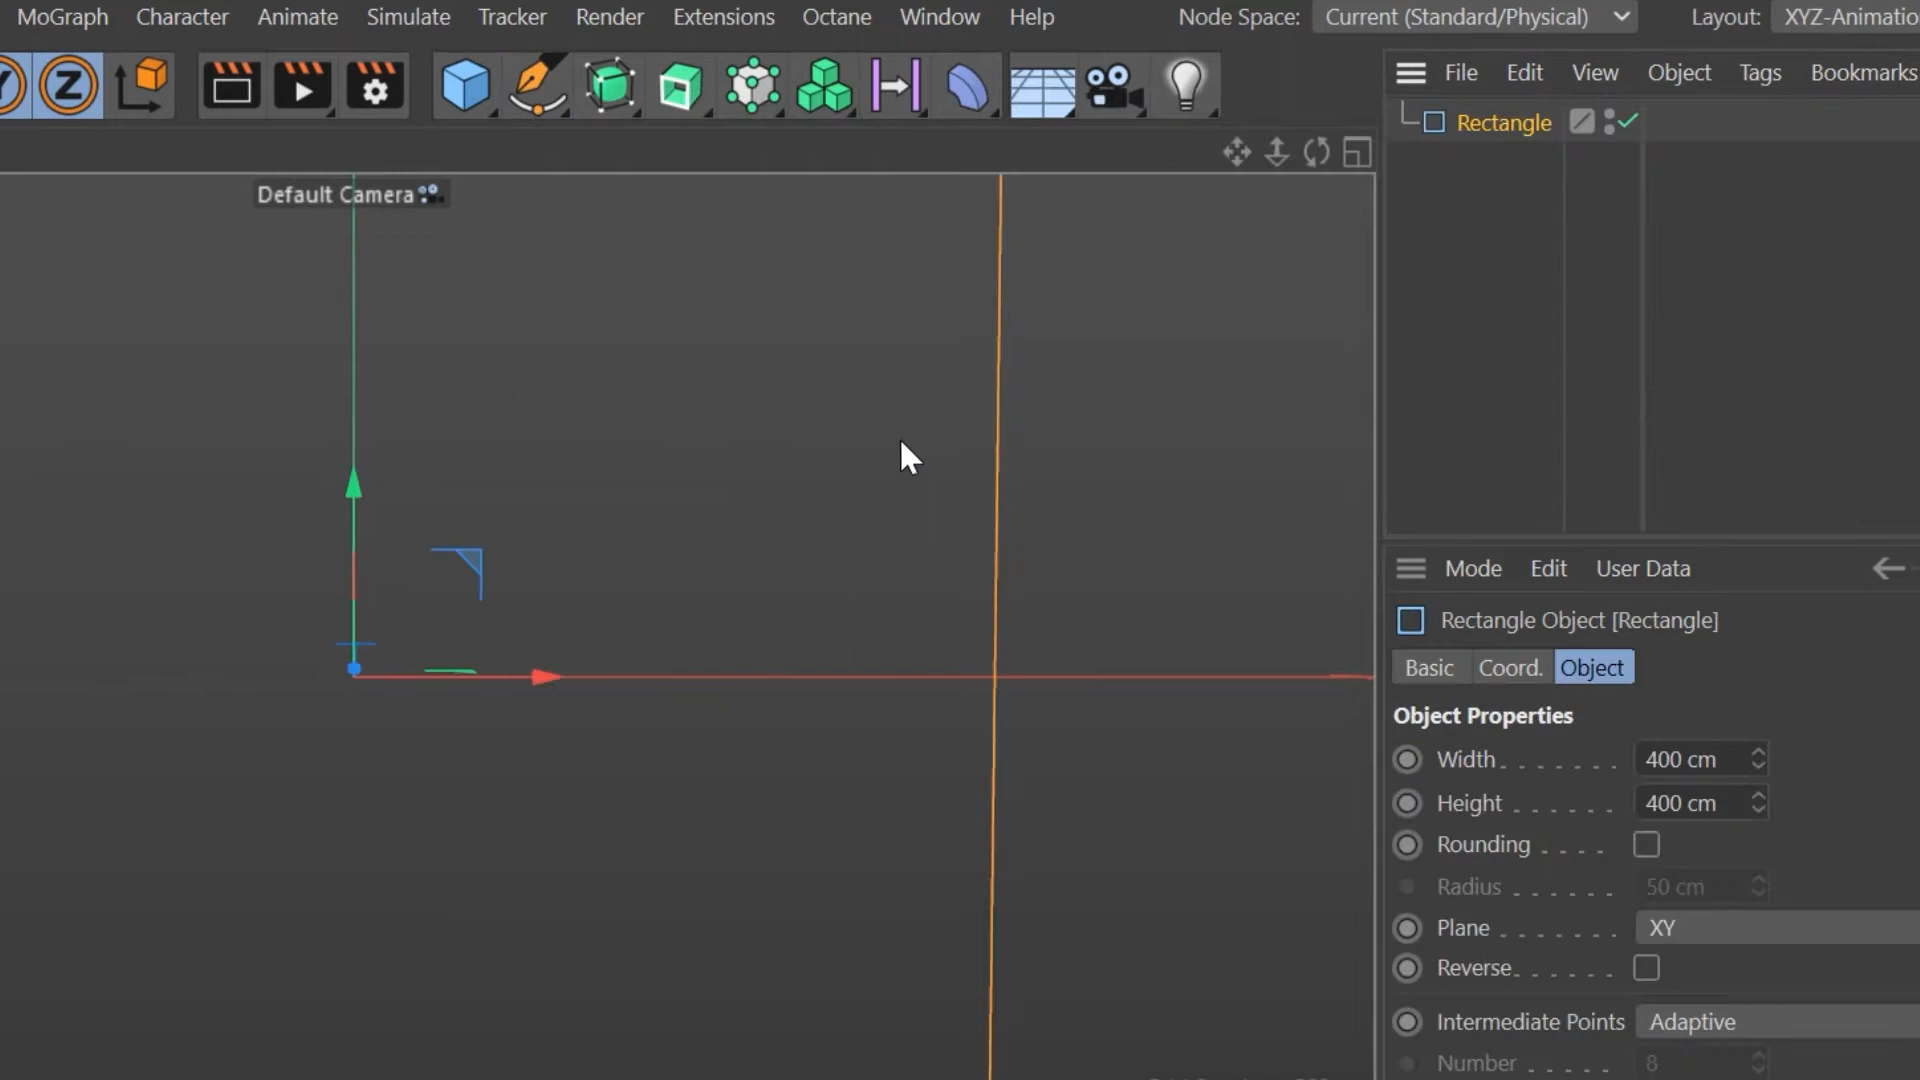 MoGraph Character Animate Simulate Tracker Render Extensions Octane Window Help Node Space: Current (Standard/Physical) Layout: XYZ-Animatio
Y Z
File Edit View Object Tags Bookmarks
Rectangle
Default Camera
Mode Edit User Data
Rectangle Object [Rectangle]
Basic Coord. Object
Object Properties
Width 400 cm
Height 400 cm
Rounding
Radius 50 cm
Plane XY
Reverse
Intermediate Points Adaptive
Number 8